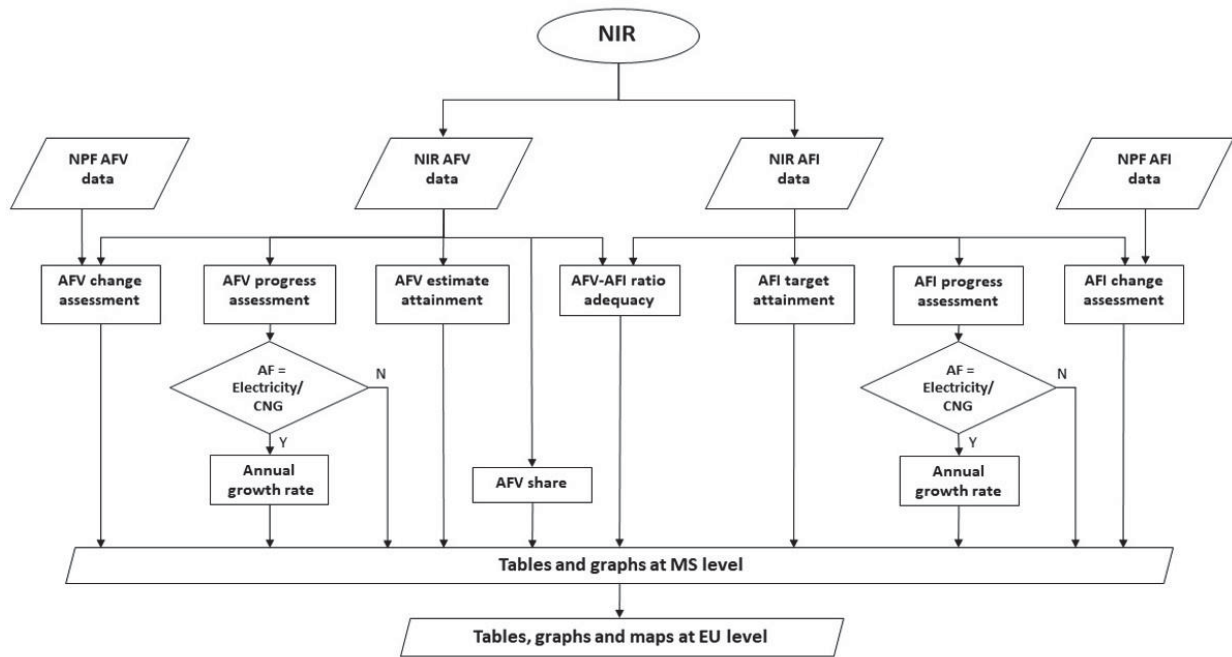 NIR
NPF AFV
data
NIR AFV
data
NIR AFI
data
NPF AFI
data
AFV change
assessment
AFV progress
assessment
AFV estimate
attainment
AFV-AFI ratio
adequacy
AFI target
attainment
AFI progress
assessment
AFI change
assessment
AF =
Electricity/
CNG
N
Y
AF =
Electricity/
CNG
N
Y
Annual
growth rate
AFV share
Annual
growth rate
Tables and graphs at MS level
Tables, graphs and maps at EU level